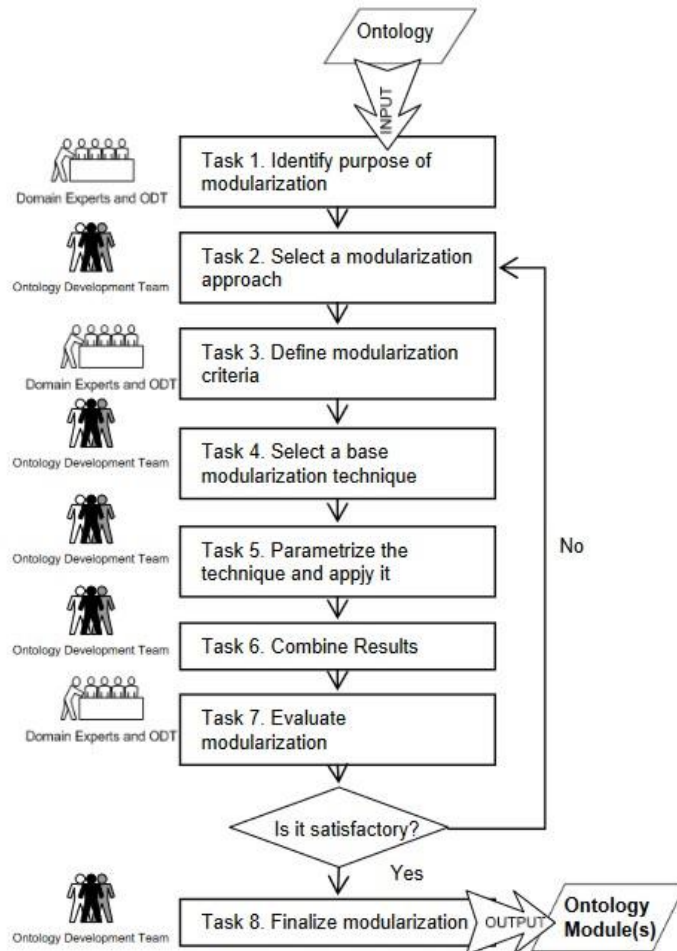 Ontology
INPUT
Task 1. Identify purpose of
modularization
Domain Experts and ODT
Task 2. Select a modularization
approach
Ontology Development Team
Task 3. Define modularization
criteria
Domain Experts and ODT
Task 4. Select a base
modularization technique
Ontology Development Team
Task 5. Parametrize the
technique and appjy it
Ontology Development Team
No
Task 6. Combine Results
Ontology Development Team
Task 7. Evaluate
modularization
Domain Experts and ODT
Is it satisfactory?
Yes
Task 8. Finalize modularization
Ontology Development Team
OUTPUT
Ontology
Module(s)